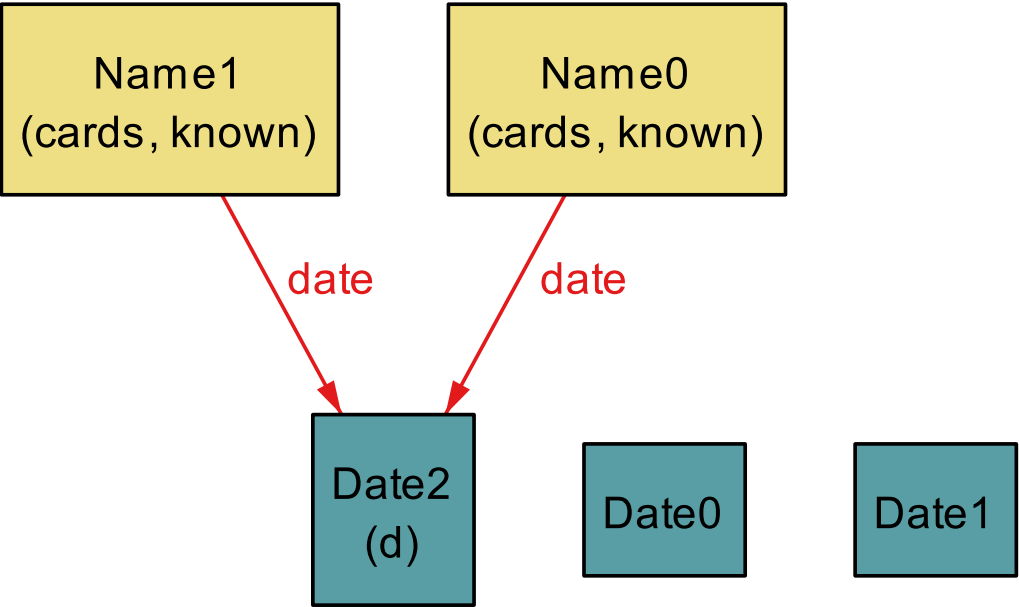 Name1
(cards, known)
Name0
(cards, known)
date
date
Date2
(d)
Date0
Date1